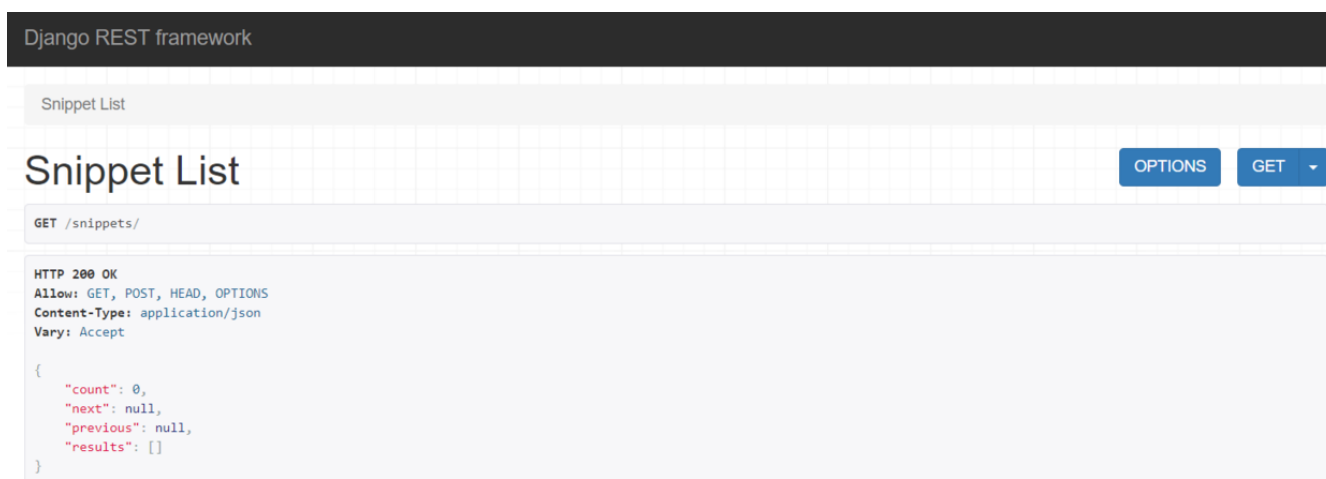 Django REST framework
Snippet List
Snippet List
OPTIONS
GET
GET /snippets/
HTTP 200 OK
Allow: GET, POST, HEAD, OPTIONS
Content-Type: application/json
Vary: Accept
{
    "count": 0,
    "next": null,
    "previous": null,
    "results": []
}